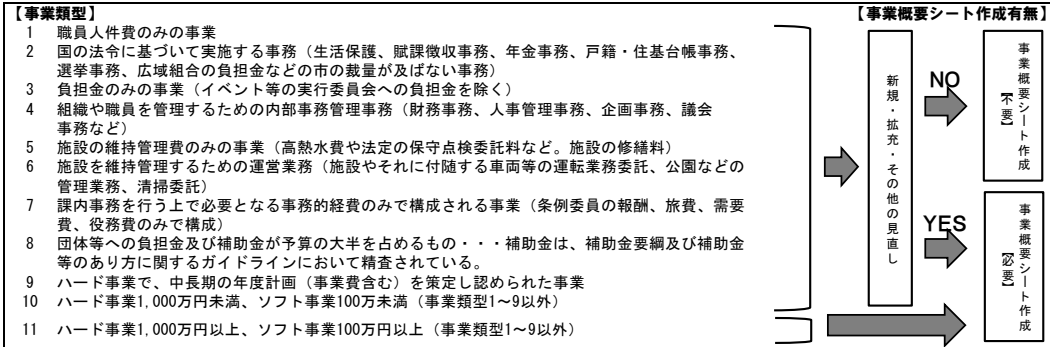 【事業類型】
【事業概要シート作成有無】
1 職員人件費のみの事業
2 国の法令に基づいて実施する事務（生活保護、賦課徴収事務、年金事務、戸籍・住基台帳事務、
選挙事務、広域組合の負担金などの市の裁量が及ばない事務）
3 負担金のみの事業（イベント等の実行委員会への負担金を除く）
4 組織や職員を管理するための内部事務管理事務（財務事務、人事管理事務、企画事務、議会
事務など）
5 施設の維持管理費のみの事業（高熱水費や法定の保守点検委託料など。施設の修繕料）
6 施設を維持管理するための運営業務（施設やそれに付随する車両等の運転業務委託、公園などの
管理業務、清掃委託）
7 課内事務を行う上で必要となる事務的経費のみで構成される事業（条例委員の報酬、旅費、需要
費、役務費のみで構成）
8 団体等への負担金及び補助金が予算の大半を占めるもの・・・補助金は、補助金要綱及び補助金
等のあり方に関するガイドラインにおいて精査されている。
9 ハード事業で、中長期の年度計画（事業費含む）を策定し認められた事業
10 ハード事業1,000万円未満、ソフト事業100万未満（事業類型1～9以外）
11 ハード事業1,000万円以上、ソフト事業100万円以上（事業類型1～9以外）
新規・拡充・その他の見直し
NO
事業概要シート作成
【不要】
YES
事業概要シート作成
【必要】